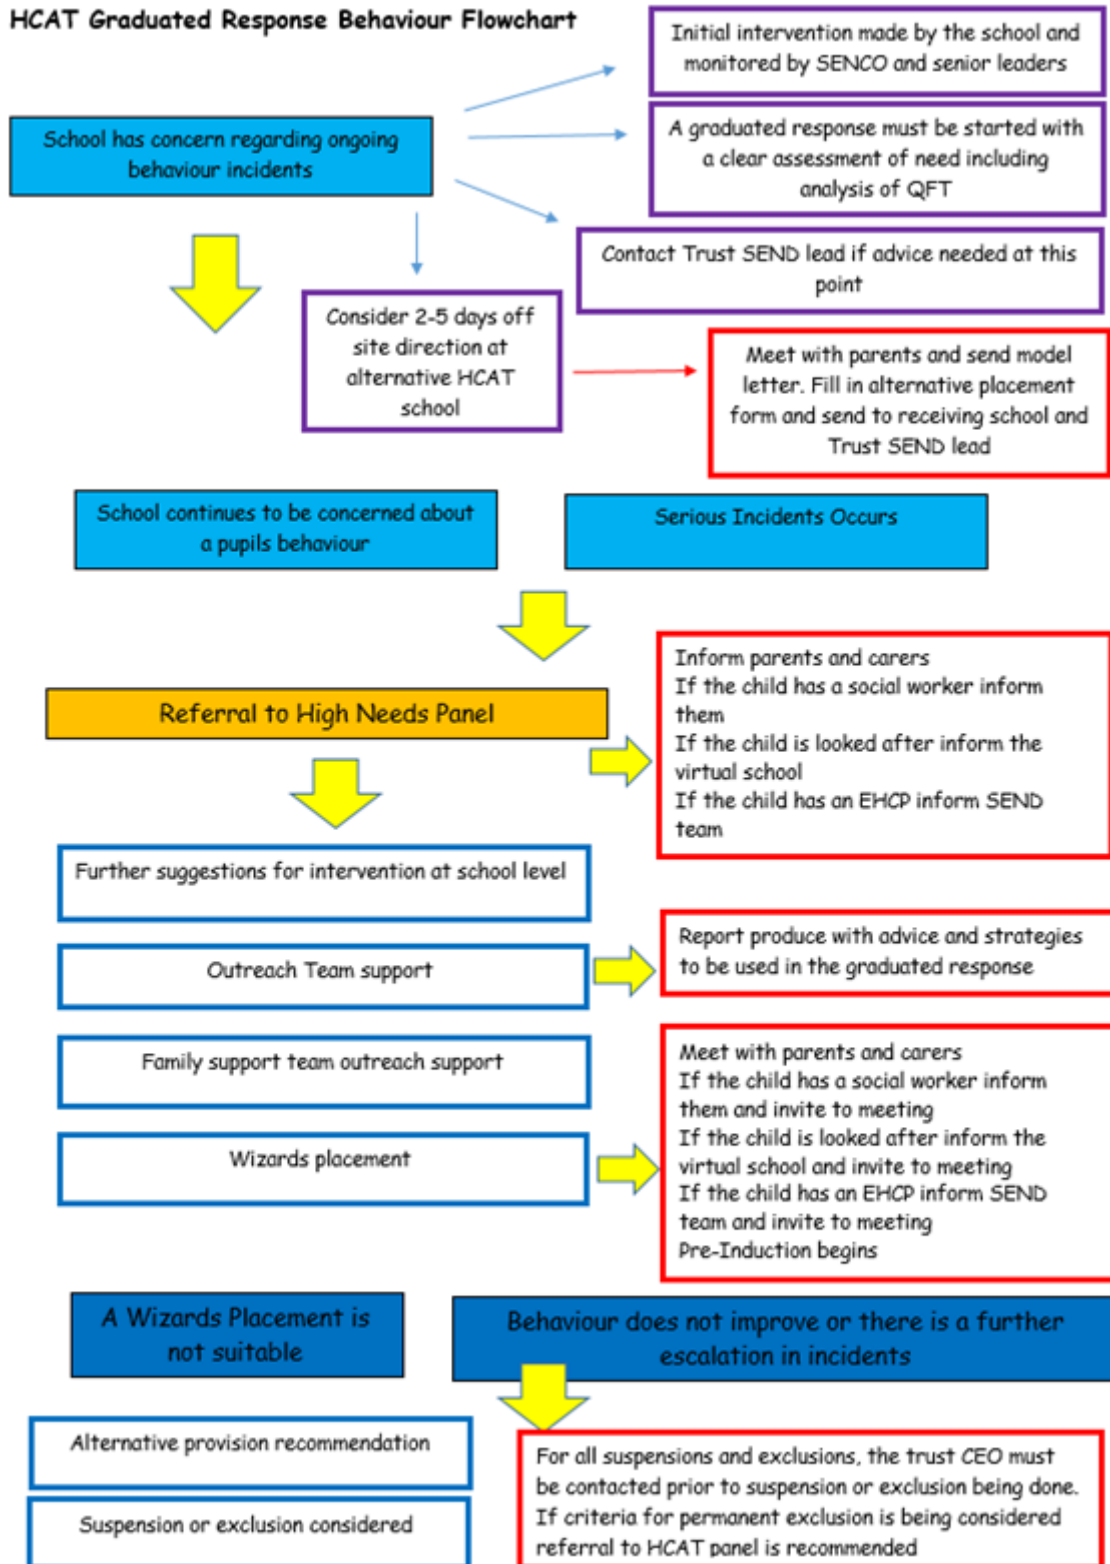 HCAT Graduated Response Behaviour Flowchart
Initial intervention made by the school and
monitored by SENCO and senior leaders
School has concern regarding ongoing
behaviour incidents
A graduated response must be started with
a clear assessment of need including
analysis of QFT
Contact Trust SEND lead if advice needed at this
point
Consider 2-5 days off
site direction at
alternative HCAT
school
Meet with parents and send model
letter. Fill in alternative placement
form and send to receiving school and
Trust SEND lead
School continues to be concerned about
a pupils behaviour
Serious Incidents Occurs
Referral to High Needs Panel
Inform parents and carers
If the child has a social worker inform
them
If the child is looked after inform the
virtual school
If the child has an EHCP inform SEND
team
Further suggestions for intervention at school level
Outreach Team support
Report produce with advice and strategies
to be used in the graduated response
Family support team outreach support
Wizards placement
Meet with parents and carers
If the child has a social worker inform
them and invite to meeting
If the child is looked after inform the
virtual school and invite to meeting
If the child has an EHCP inform SEND
team and invite to meeting
Pre-Induction begins
A Wizards Placement is
not suitable
Behaviour does not improve or there is a further
escalation in incidents
Alternative provision recommendation
Suspension or exclusion considered
For all suspensions and exclusions, the trust CEO must
be contacted prior to suspension or exclusion being done.
If criteria for permanent exclusion is being considered
referral to HCAT panel is recommended